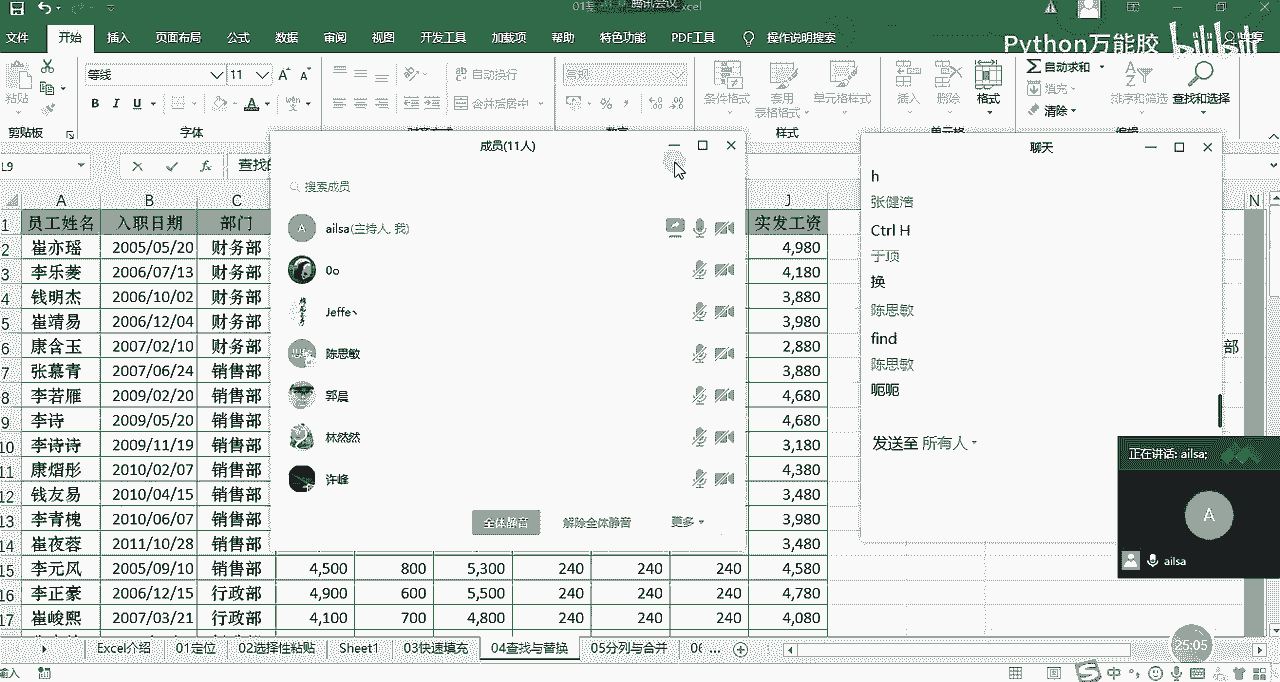 腾讯会议
Excel
文件 开始 插入 页面布局 公式 数据 审阅 视图 开发工具 加载项 帮助 特色功能 PDF工具 操作说明搜索
Python万能胶 bilibili
等线 11
自动换行
常规
自动求和
粘贴
B I U
合并后居中
条件格式 套用 单元格样式
表格格式
插入 删除 格式
填充
清除
排序和筛选 查找和选择
剪贴板 字体 样式
L9
成员(11人)
搜索成员
ailsa(主持人, 我)
Jeffe
陈思敏
郭晨
林然然
许峰
全体静音 解除全体静音 更多
聊天
h
Ctrl H
于顶
换
陈思敏
find
陈思敏
呃呃
发送至 所有人
正在讲话: ailsa;
A
ailsa
A B C J N
1 员工姓名 入职日期 部门 实发工资
2 崔亦瑶 2005/05/20 财务部 4,980
3 李乐菱 2006/07/13 财务部 4,180
4 钱明杰 2006/10/02 财务部 3,880
5 崔靖易 2006/12/04 财务部 3,980
6 康含玉 2007/02/10 财务部 2,880 部
7 张慕青 2007/06/24 销售部 3,880
8 李若雁 2009/02/20 销售部 4,680
9 李诗 2009/05/20 销售部 4,680
10 李诗诗 2009/11/19 销售部 3,180
11 康熠彤 2010/02/07 销售部 4,380
12 钱友易 2010/04/15 销售部 3,480
13 李青槐 2010/06/07 销售部 3,980
14 崔夜蓉 2011/10/28 销售部 3,480
15 李元风 2005/09/10 销售部 4,500 800 5,300 240 240 240 4,580
16 李正豪 2006/12/15 行政部 4,900 600 5,500 240 240 240 4,780
17 崔峻熙 2007/03/21 行政部 4,100 700 4,800 240 240 240 4,080
Excel介绍 01定位 02选择性粘贴 Sheet1 03快速填充 04查找与替换 05分列与合并
25:05
中